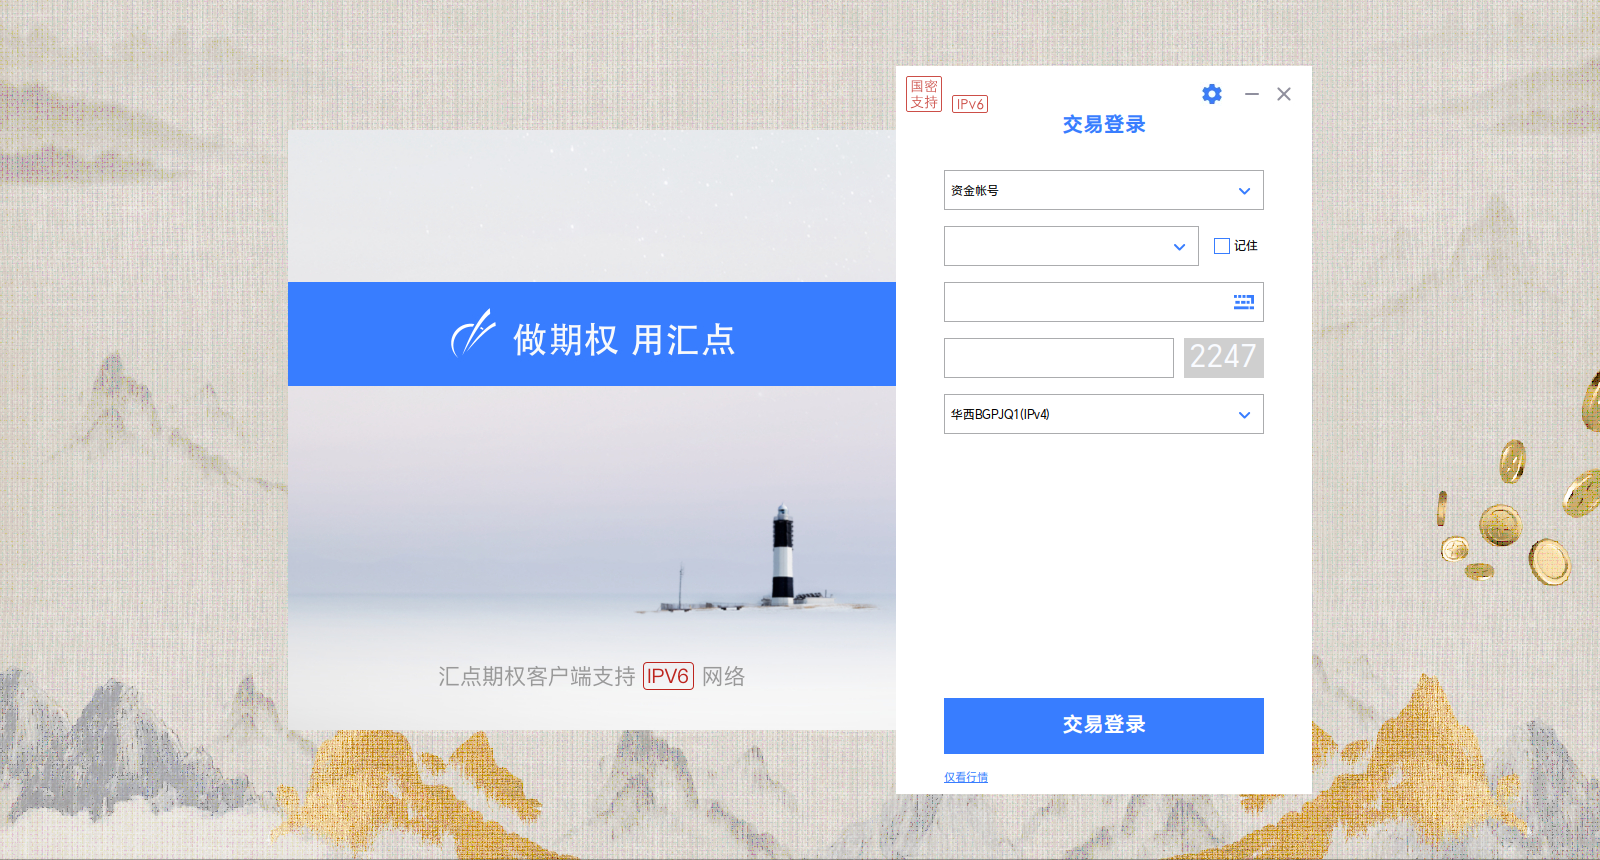 做期权 用汇点
汇点期权客户端支持 IPV6 网络
国密
支持
IPv6
交易登录
资金帐号
记住
2247
华西BGPJQ1(IPv4)
交易登录
仅看行情